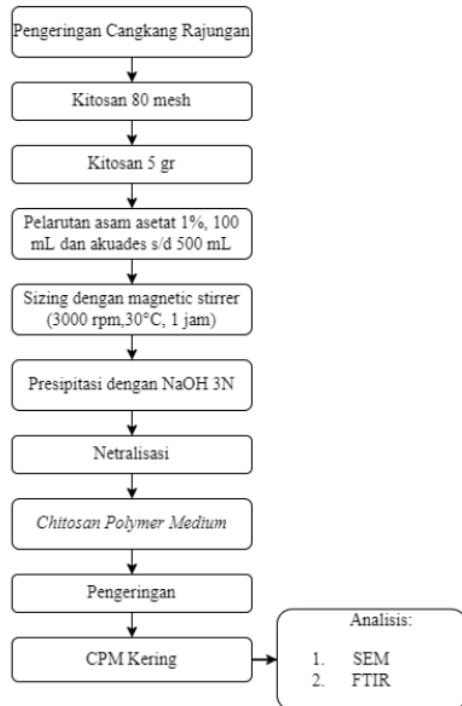 Pengeringan Cangkang Rajungan
Kitosan 80 mesh
Kitosan 5 gr
Pelarutan asam asetat 1%, 100
mL dan akuades s/d 500 mL
Sizing dengan magnetic stirrer
(3000 rpm,30°C, 1 jam)
Presipitasi dengan NaOH 3N
Netralisasi
Chitosan Polymer Medium
Pengeringan
CPM Kering
Analisis:
1. SEM
2. FTIR